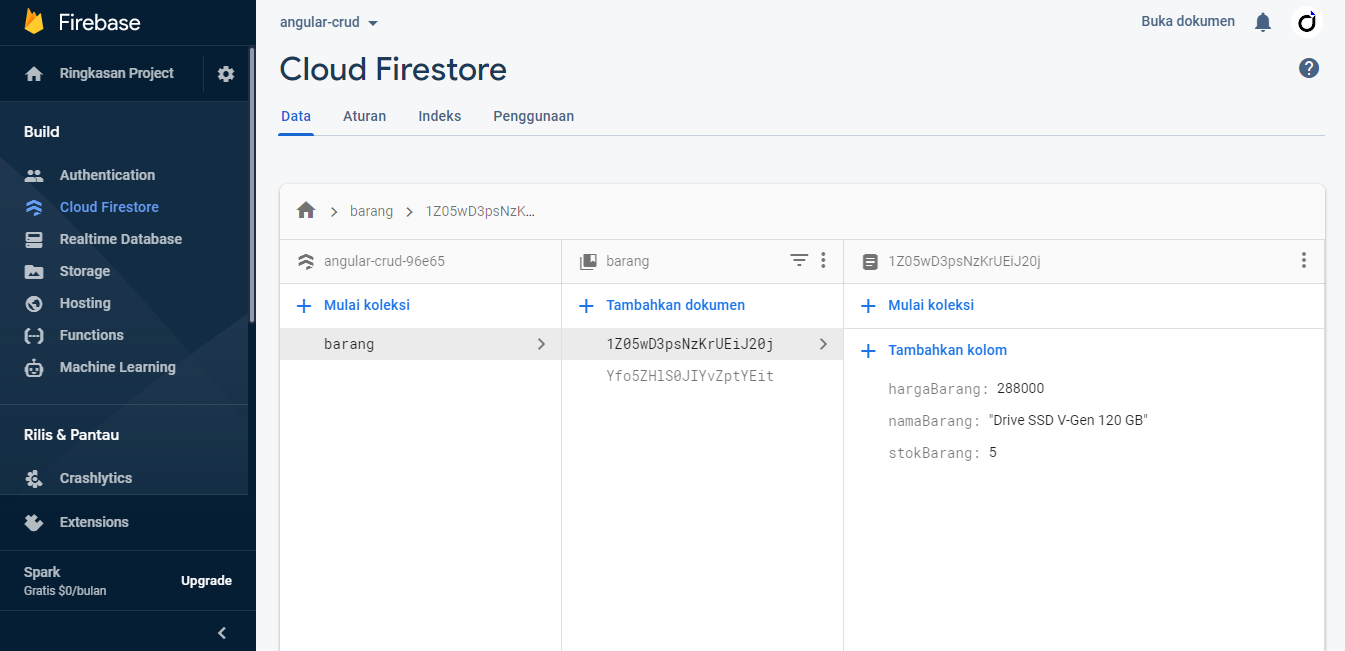 Firebase
Ringkasan Project
Build
Authentication
Cloud Firestore
Realtime Database
Storage
Hosting
Functions
Machine Learning
Rilis & Pantau
Crashlytics
Extensions
Spark
Gratis $0/bulan
Upgrade
angular-crud
Buka dokumen
Cloud Firestore
Data Aturan Indeks Penggunaan
barang 1Z05wD3psNzK...
angular-crud-96e65
Mulai koleksi
barang
barang
Tambahkan dokumen
1Z05wD3psNzKrUEiJ20j
Yfo5ZHlS0JIYvZptYEit
1Z05wD3psNzKrUEiJ20j
Mulai koleksi
Tambahkan kolom
hargaBarang: 288000
namaBarang: "Drive SSD V-Gen 120 GB"
stokBarang: 5